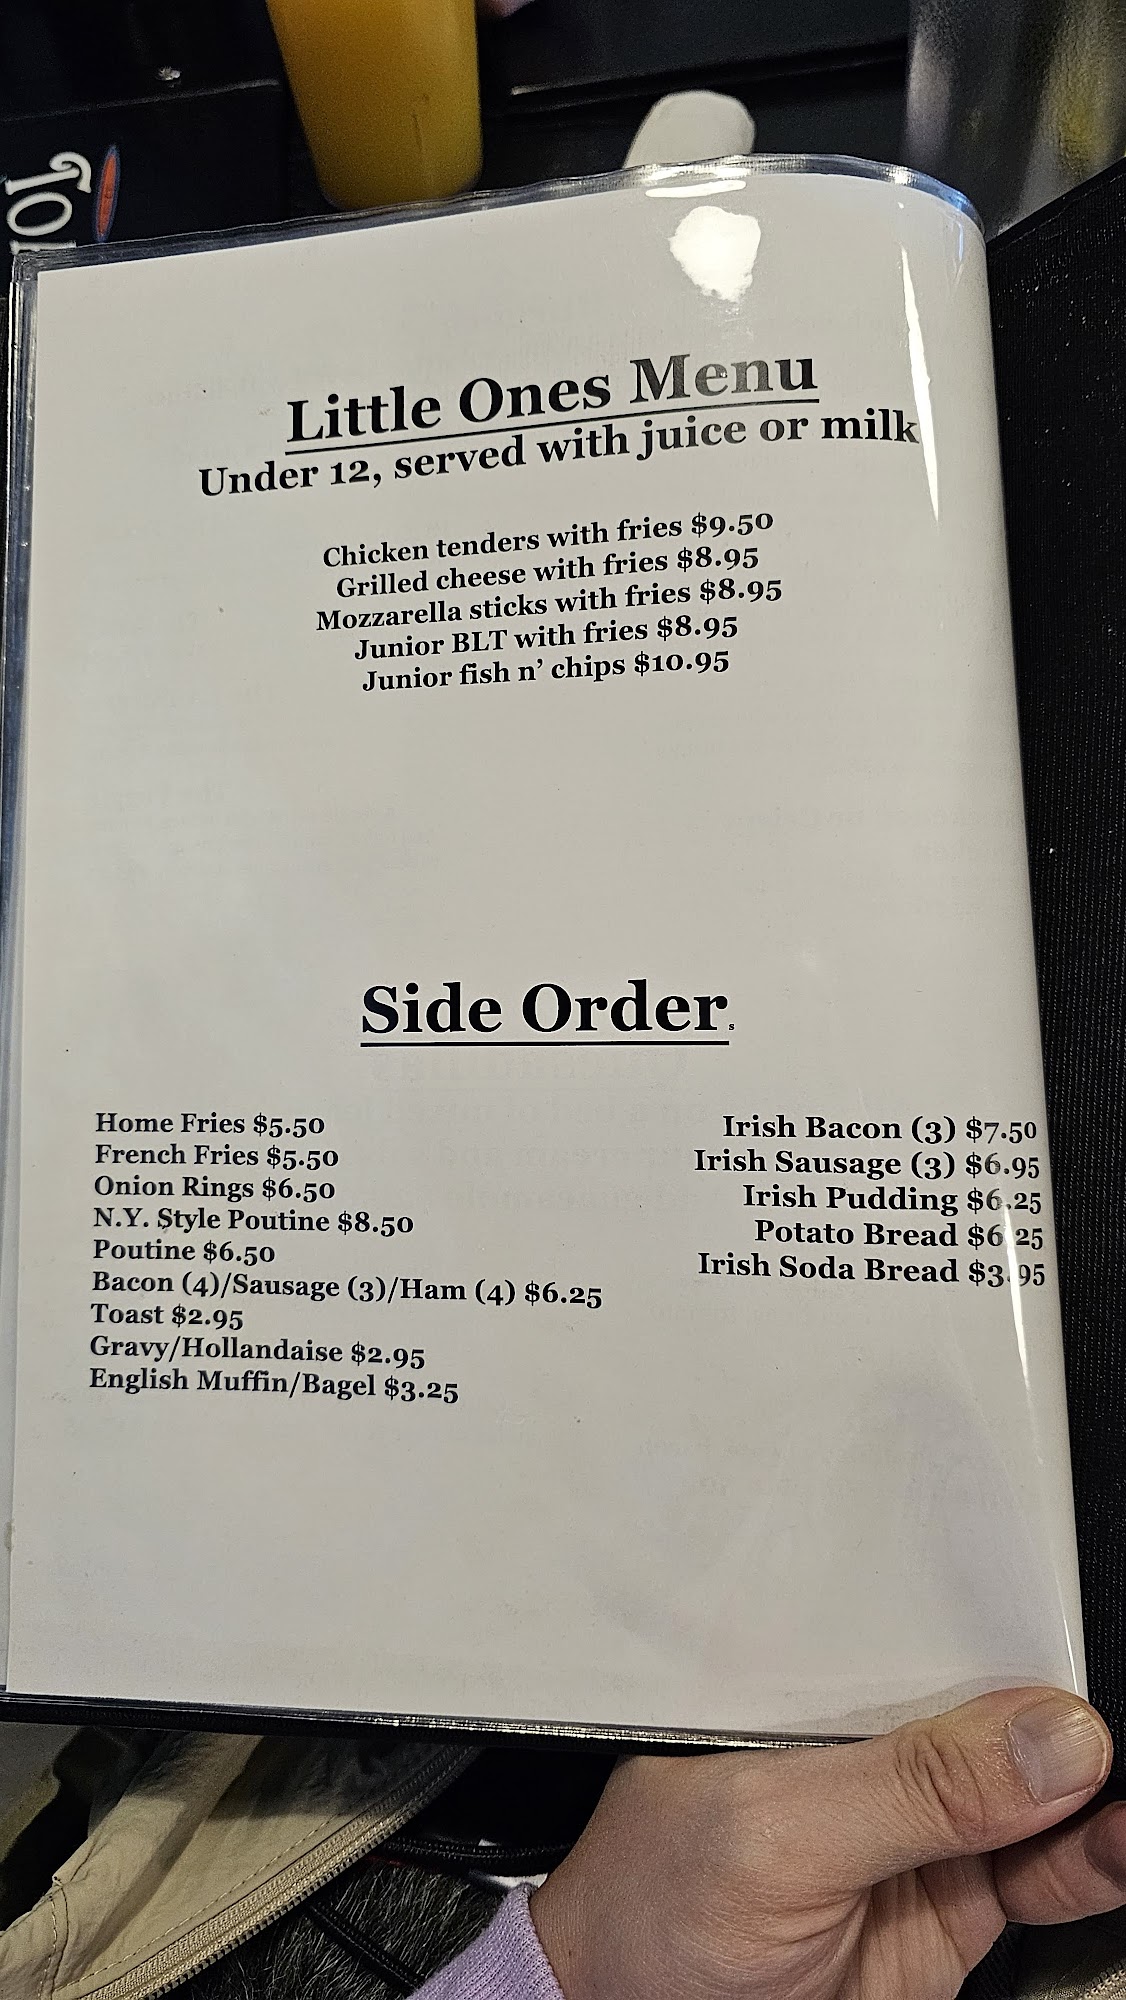 Little Ones Menu
Under 12, served with juice or milk
Chicken tenders with fries $9.50
Grilled cheese with fries $8.95
Mozzarella sticks with fries $8.95
Junior BLT with fries $8.95
Junior fish n’ chips $10.95
Side Orders
Home Fries $5.50
French Fries $5.50
Onion Rings $6.50
N.Y. Style Poutine $8.50
Poutine $6.50
Bacon (4)/Sausage (3)/Ham (4) $6.25
Toast $2.95
Gravy/Hollandaise $2.95
English Muffin/Bagel $3.25
Irish Bacon (3) $7.50
Irish Sausage (3) $6.95
Irish Pudding $6.25
Potato Bread $6.25
Irish Soda Bread $3.95